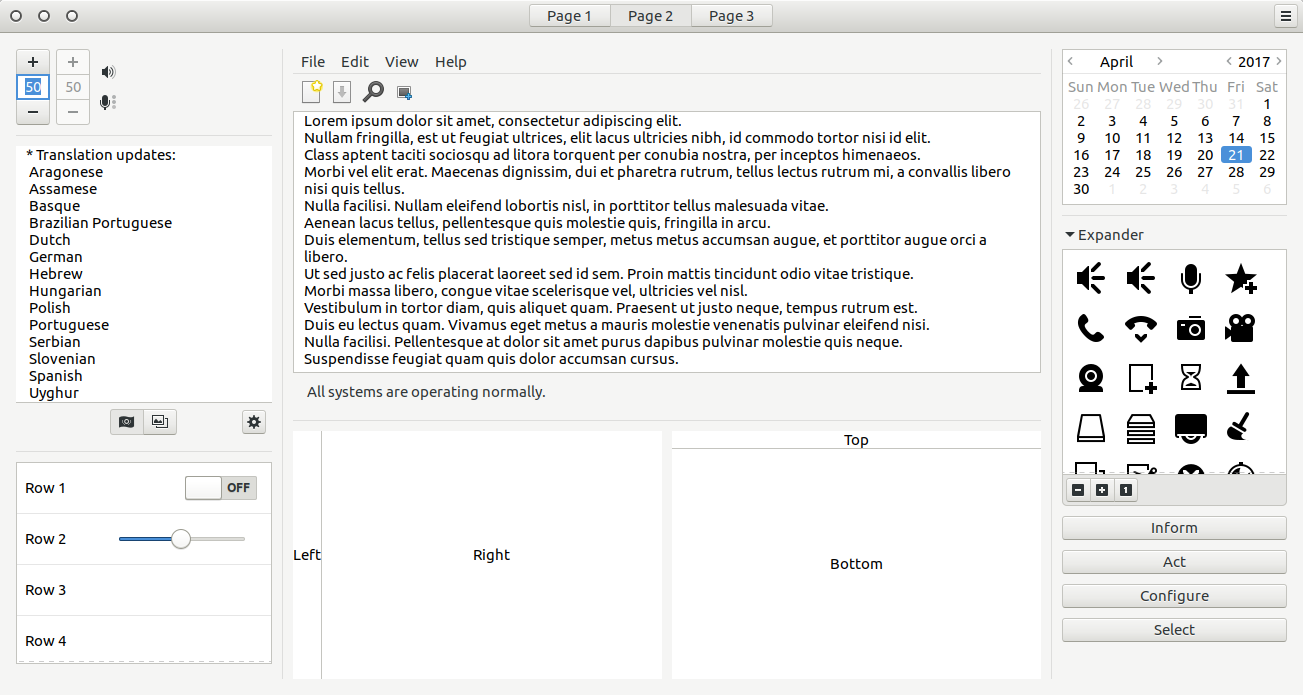 Page 1 Page 2 Page 3
50 50
* Translation updates:
Aragonese
Assamese
Basque
Brazilian Portuguese
Dutch
German
Hebrew
Hungarian
Polish
Portuguese
Serbian
Slovenian
Spanish
Uyghur
Row 1 OFF
Row 2
Row 3
Row 4
File Edit View Help
Lorem ipsum dolor sit amet, consectetur adipiscing elit.
Nullam fringilla, est ut feugiat ultrices, elit lacus ultricies nibh, id commodo tortor nisi id elit.
Class aptent taciti sociosqu ad litora torquent per conubia nostra, per inceptos himenaeos.
Morbi vel elit erat. Maecenas dignissim, dui et pharetra rutrum, tellus lectus rutrum mi, a convallis libero
nisi quis tellus.
Nulla facilisi. Nullam eleifend lobortis nisl, in porttitor tellus malesuada vitae.
Aenean lacus tellus, pellentesque quis molestie quis, fringilla in arcu.
Duis elementum, tellus sed tristique semper, metus metus accumsan augue, et porttitor augue orci a
libero.
Ut sed justo ac felis placerat laoreet sed id sem. Proin mattis tincidunt odio vitae tristique.
Morbi massa libero, congue vitae scelerisque vel, ultricies vel nisl.
Vestibulum in tortor diam, quis aliquet quam. Praesent ut justo neque, tempus rutrum est.
Duis eu lectus quam. Vivamus eget metus a mauris molestie venenatis pulvinar eleifend nisi.
Nulla facilisi. Pellentesque at dolor sit amet purus dapibus pulvinar molestie quis neque.
Suspendisse feugiat quam quis dolor accumsan cursus.
All systems are operating normally.
Left Right
Top
Bottom
April 2017
Sun Mon Tue Wed Thu Fri Sat
26 27 28 29 30 31 1
2 3 4 5 6 7 8
9 10 11 12 13 14 15
16 17 18 19 20 21 22
23 24 25 26 27 28 29
30 1 2 3 4 5 6
Expander
1
Inform
Act
Configure
Select